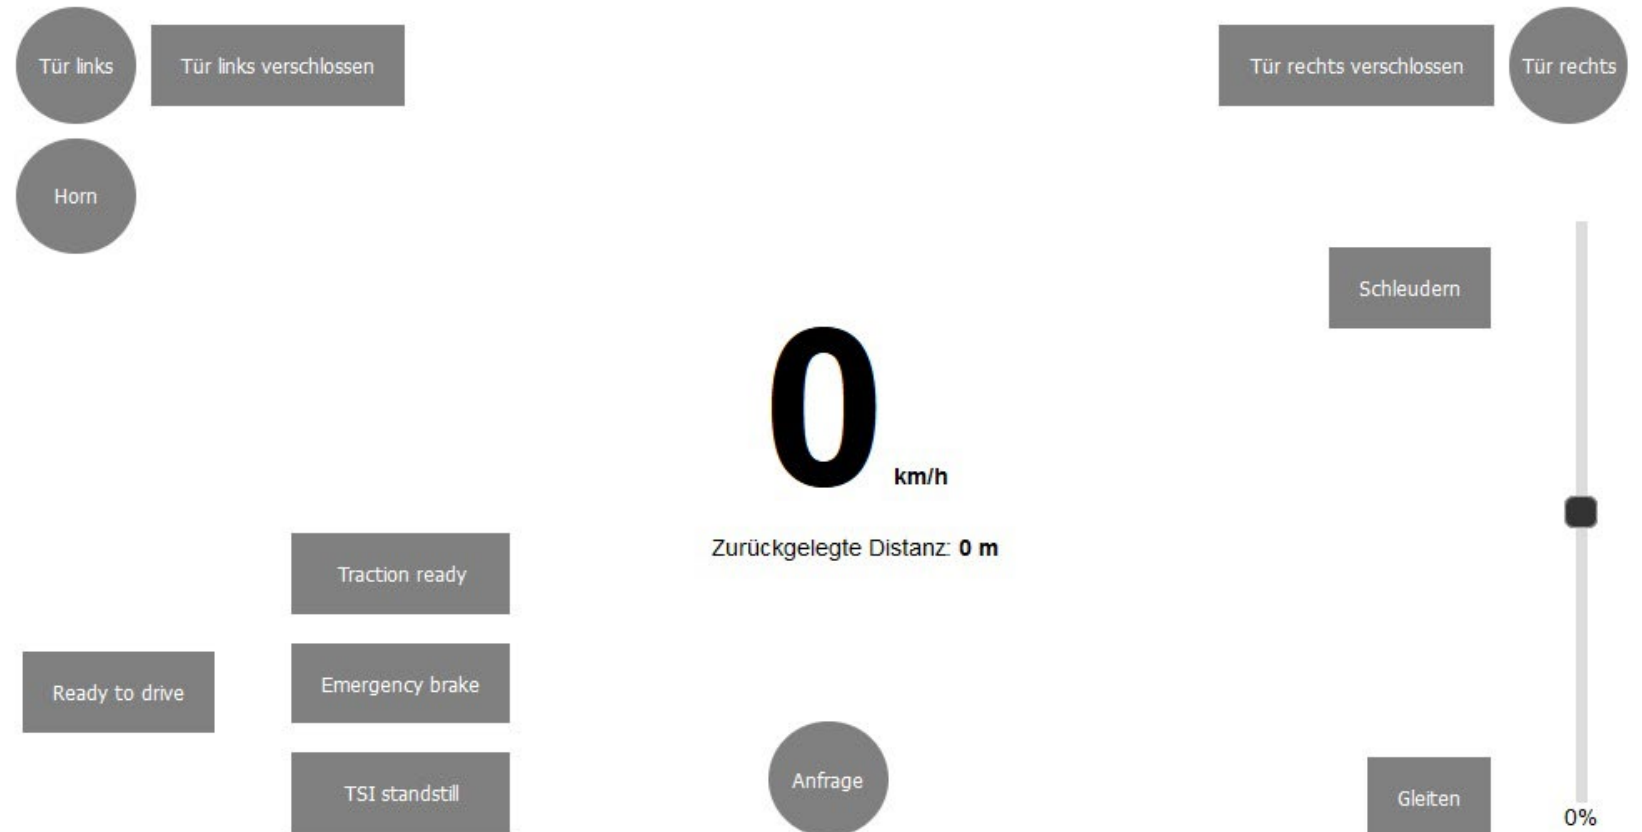 Tür links
Tür links verschlossen
Tür rechts verschlossen
Tür rechts
Horn
Schleudern
0 km/h
Zurückgelegte Distanz: 0 m
Traction ready
Ready to drive
Emergency brake
TSI standstill
Anfrage
Gleiten
0%